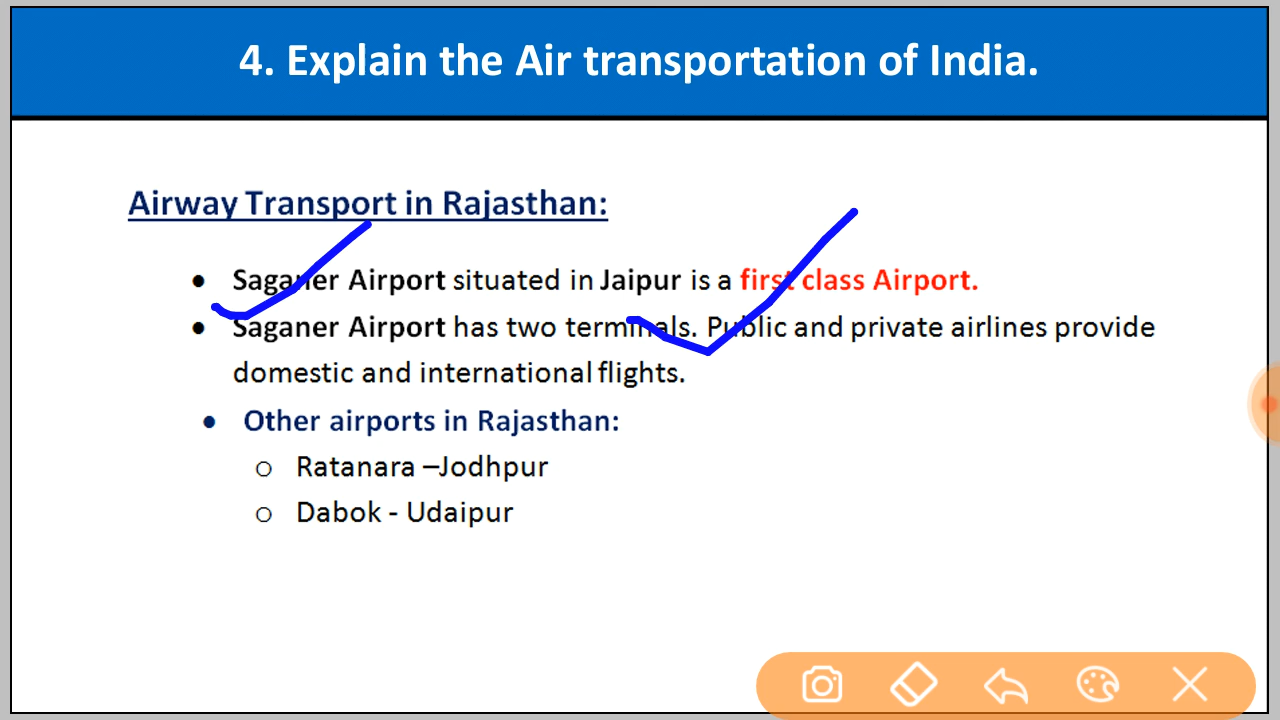 4. Explain the Air transportation of India.
Airway Transport in Rajasthan:
• Saganer Airport situated in Jaipur is a first class Airport.
• Saganer Airport has two terminals. Public and private airlines provide
domestic and international flights.
• Other airports in Rajasthan:
o Ratanara –Jodhpur
o Dabok - Udaipur